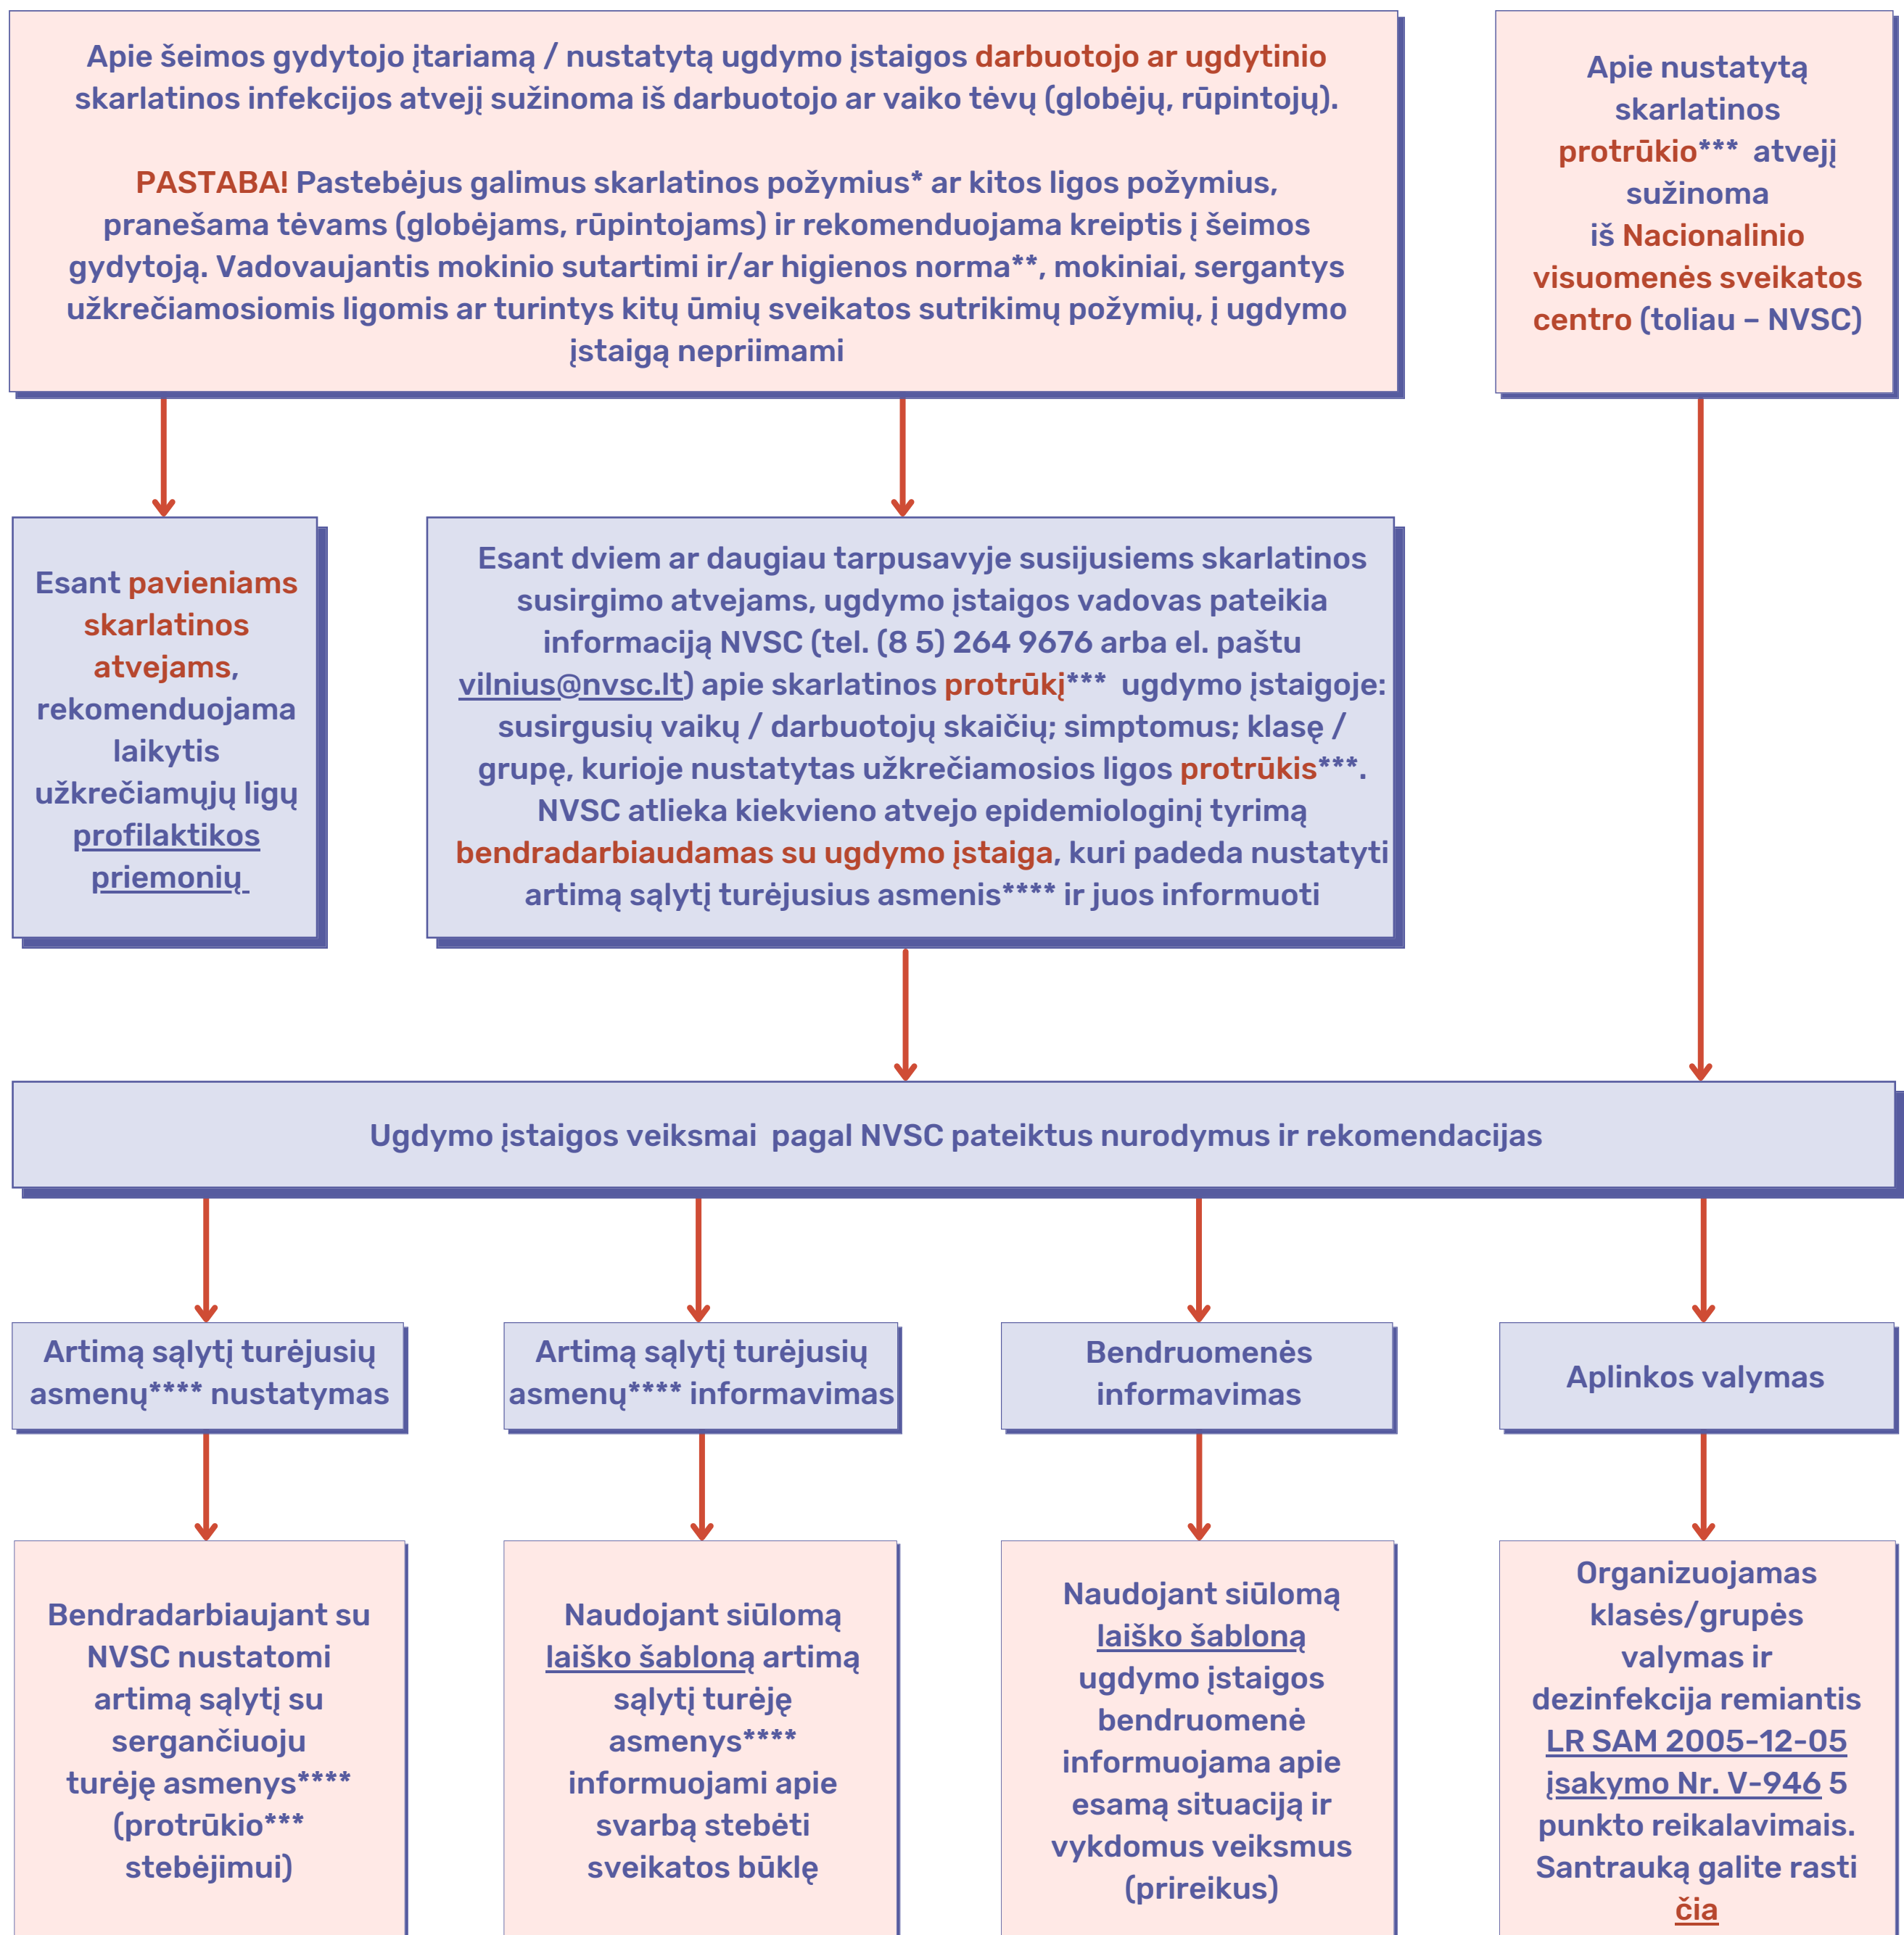 Apie šeimos gydytojo įtariamą / nustatytą ugdymo įstaigos darbuotojo ar ugdytinio
skarlatinos infekcijos atvejį sužinoma iš darbuotojo ar vaiko tėvų (globėjų, rūpintojų).
PASTABA! Pastebėjus galimus skarlatinos požymius* ar kitos ligos požymius,
pranešama tėvams (globėjams, rūpintojams) ir rekomenduojama kreiptis į šeimos
gydytoją. Vadovaujantis mokinio sutartimi ir/ar higienos norma**, mokiniai, sergantys
užkrečiamosiomis ligomis ar turintys kitų ūmių sveikatos sutrikimų požymių, į ugdymo
įstaigą nepriimami
Apie nustatytą
skarlatinos
protrūkio*** atvejį
sužinoma
iš Nacionalinio
visuomenės sveikatos
centro (toliau – NVSC)
Esant pavieniams
skarlatinos
atvejams,
rekomenduojama
laikytis
užkrečiamųjų ligų
profilaktikos
priemonių
Esant dviem ar daugiau tarpusavyje susijusiems skarlatinos
susirgimo atvejams, ugdymo įstaigos vadovas pateikia
informaciją NVSC (tel. (8 5) 264 9676 arba el. paštu
vilnius@nvsc.lt) apie skarlatinos protrūkį*** ugdymo įstaigoje:
susirgusių vaikų / darbuotojų skaičių; simptomus; klasę /
grupę, kurioje nustatytas užkrečiamosios ligos protrūkis***.
NVSC atlieka kiekvieno atvejo epidemiologinį tyrimą
bendradarbiaudamas su ugdymo įstaiga, kuri padeda nustatyti
artimą sąlytį turėjusius asmenis**** ir juos informuoti
Ugdymo įstaigos veiksmai pagal NVSC pateiktus nurodymus ir rekomendacijas
Artimą sąlytį turėjusių
asmenų**** nustatymas
Artimą sąlytį turėjusių
asmenų**** informavimas
Bendruomenės
informavimas
Aplinkos valymas
Bendradarbiaujant su
NVSC nustatomi
artimą sąlytį su
sergančiuoju
turėję asmenys****
(protrūkio***
stebėjimui)
Naudojant siūlomą
laiško šabloną artimą
sąlytį turėję
asmenys****
informuojami apie
svarbą stebėti
sveikatos būklę
Naudojant siūlomą
laiško šabloną
ugdymo įstaigos
bendruomenė
informuojama apie
esamą situaciją ir
vykdomus veiksmus
(prireikus)
Organizuojamas
klasės/grupės
valymas ir
dezinfekcija remiantis
LR SAM 2005-12-05
įsakymo Nr. V-946 5
punkto reikalavimais.
Santrauką galite rasti
čia